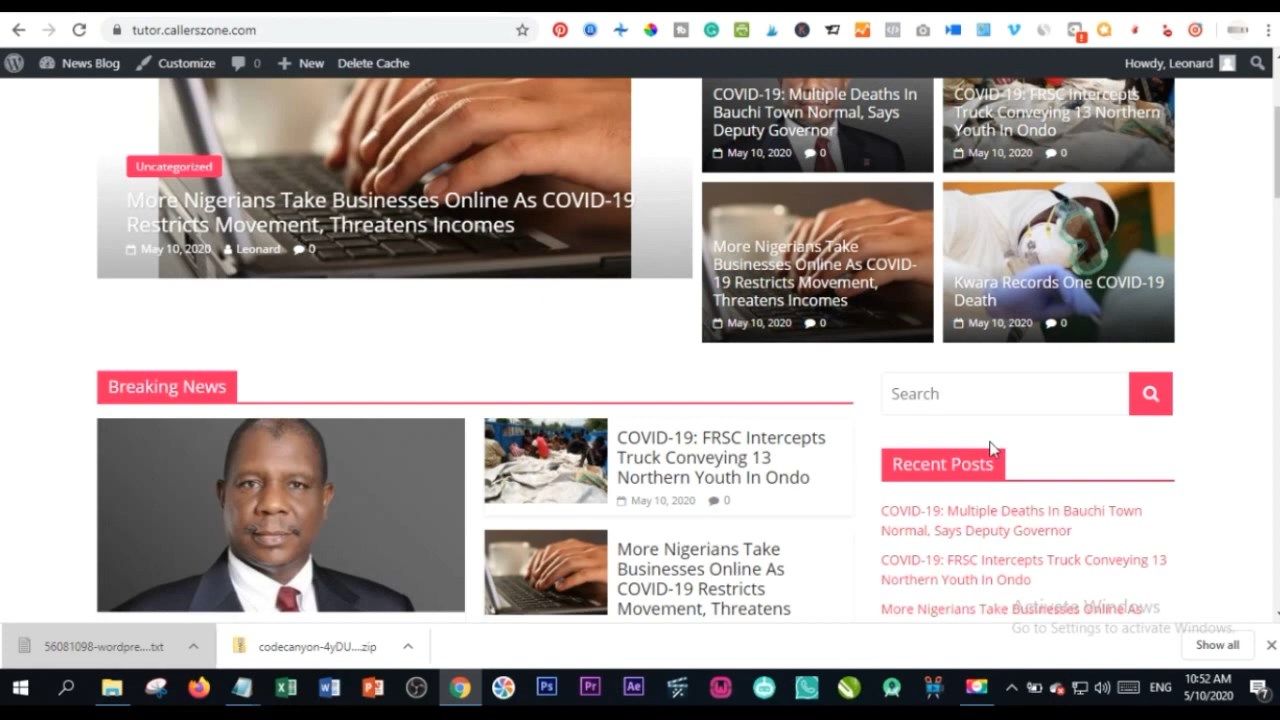 tutor.callerszone.com
News Blog
Customize
0
New
Delete Cache
Howdy, Leonard
Uncategorized
More Nigerians Take Businesses Online As COVID-19
Restricts Movement, Threatens Incomes
May 10, 2020
Leonard
0
COVID-19: Multiple Deaths In
Bauchi Town Normal, Says
Deputy Governor
May 10, 2020
0
COVID-19: FRSC Intercepts
Truck Conveying 13 Northern
Youth In Ondo
May 10, 2020
0
More Nigerians Take
Businesses Online As COVID-
19 Restricts Movement,
Threatens Incomes
May 10, 2020
0
Kwara Records One COVID-19
Death
May 10, 2020
0
Breaking News
COVID-19: FRSC Intercepts
Truck Conveying 13
Northern Youth In Ondo
May 10, 2020
0
More Nigerians Take
Businesses Online As
COVID-19 Restricts
Movement, Threatens
Search
Recent Posts
COVID-19: Multiple Deaths In Bauchi Town
Normal, Says Deputy Governor
COVID-19: FRSC Intercepts Truck Conveying 13
Northern Youth In Ondo
More Nigerians Take Businesses Online As
Activate Windows
Go to Settings to activate Windows.
56081098-wordpre....txt
codecanyon-4yDU....zip
Show all
X
W
P
Ps
Pr
Ae
ENG
10:52 AM
5/10/2020
7